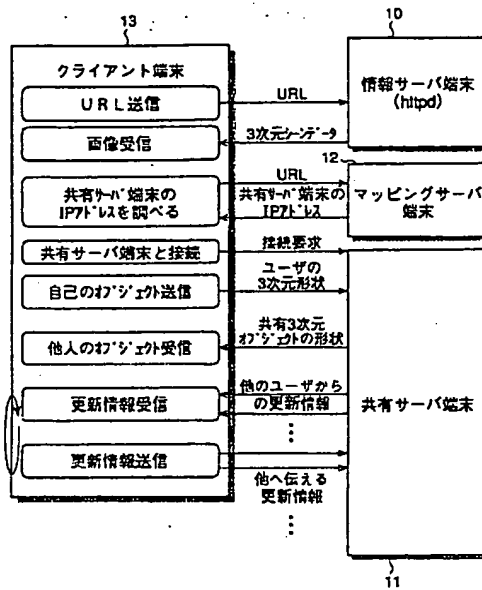 13
クライアント端末
URL送信
画像受信
共有サーバ端末の
IPアドレスを調べる
共有サーバ端末と接続
自己のオブジェクト送信
他人のオブジェクト受信
更新情報受信
更新情報送信
URL
3次元シーンデータ
URL
共有サーバ端末の
IPアドレス
接続要求
ユーザの
3次元形状
共有3次元
オブジェクトの形状
他のユーザから
の更新情報
他へ伝える
更新情報
10
情報サーバ端末
(httpd)
12
マッピングサーバ
端末
共有サーバ端末
11